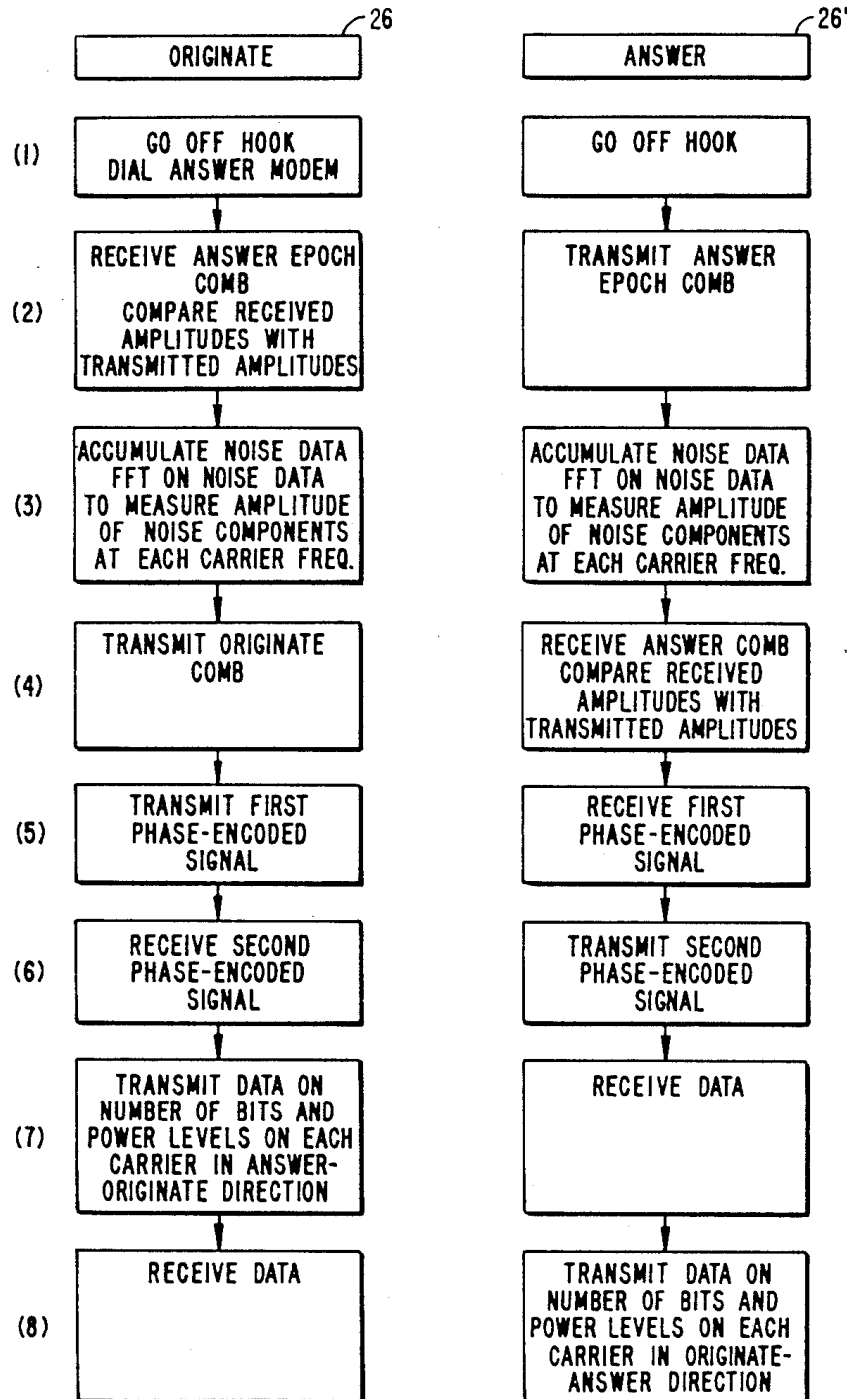 26
26'
ORIGINATE
ANSWER
(1)
GO OFF HOOK
DIAL ANSWER MODEM
GO OFF HOOK
(2)
RECEIVE ANSWER EPOCH
COMB
COMPARE RECEIVED
AMPLITUDES WITH
TRANSMITTED AMPLITUDES
TRANSMIT ANSWER
EPOCH COMB
(3)
ACCUMULATE NOISE DATA
FFT ON NOISE DATA
TO MEASURE AMPLITUDE
OF NOISE COMPONENTS
AT EACH CARRIER FREQ.
ACCUMULATE NOISE DATA
FFT ON NOISE DATA
TO MEASURE AMPLITUDE
OF NOISE COMPONENTS
AT EACH CARRIER FREQ.
(4)
TRANSMIT ORIGINATE
COMB
RECEIVE ANSWER COMB
COMPARE RECEIVED
AMPLITUDES WITH
TRANSMITTED AMPLITUDES
(5)
TRANSMIT FIRST
PHASE-ENCODED
SIGNAL
RECEIVE FIRST
PHASE-ENCODED
SIGNAL
(6)
RECEIVE SECOND
PHASE-ENCODED
SIGNAL
TRANSMIT SECOND
PHASE-ENCODED
SIGNAL
(7)
TRANSMIT DATA ON
NUMBER OF BITS AND
POWER LEVELS ON EACH
CARRIER IN ANSWER-
ORIGINATE DIRECTION
RECEIVE DATA
(8)
RECEIVE DATA
TRANSMIT DATA ON
NUMBER OF BITS AND
POWER LEVELS ON EACH
CARRIER IN ORIGINATE-
ANSWER DIRECTION